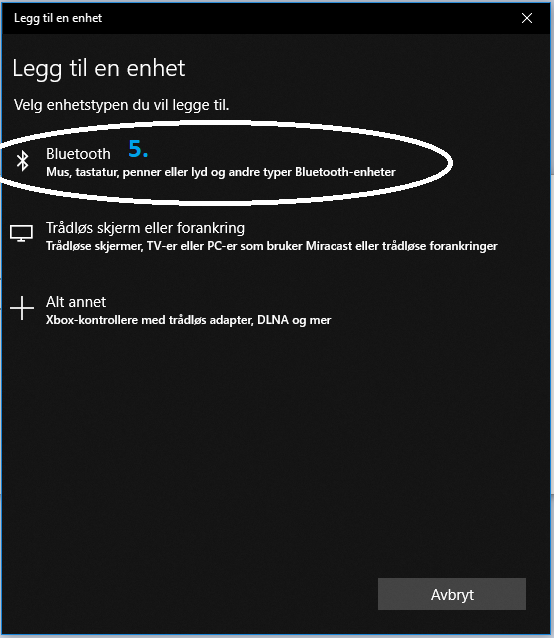 Legg til en enhet
Legg til en enhet
Velg enhetstypen du vil legge til.
Bluetooth 5.
Mus, tastatur, penner eller lyd og andre typer Bluetooth-enheter
Trådløs skjerm eller forankring
Trådløse skjermer, TV-er eller PC-er som bruker Miracast eller trådløse forankringer
Alt annet
Xbox-kontrollere med trådløs adapter, DLNA og mer
Avbryt